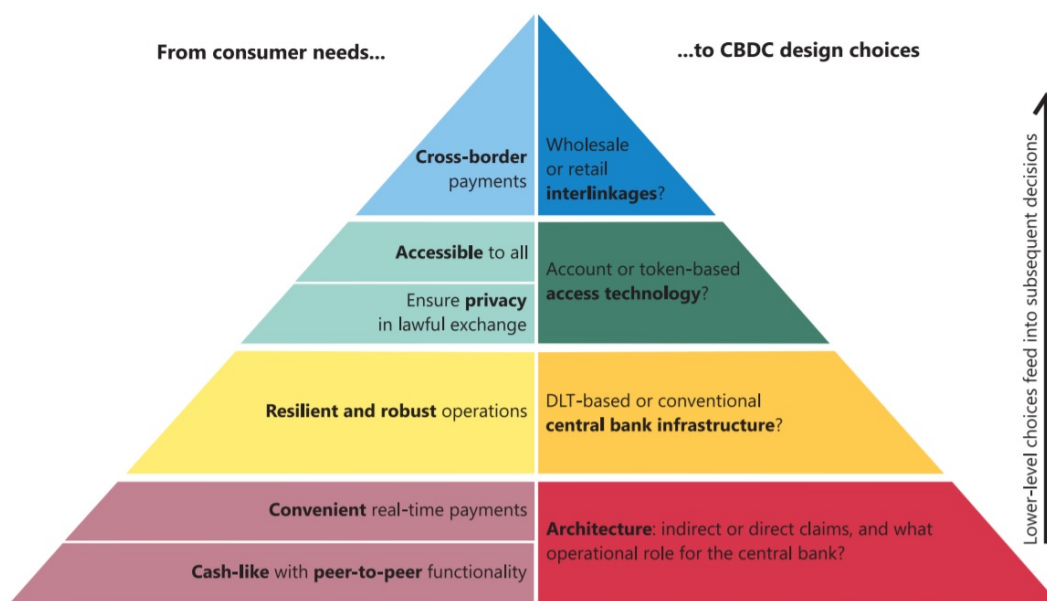 From consumer needs...
...to CBDC design choices
Cross-border
payments
Wholesale
or retail
interlinkages?
Accessible to all
Ensure privacy
in lawful exchange
Account or token-based
access technology?
Resilient and robust operations
DLT-based or conventional
central bank infrastructure?
Convenient real-time payments
Cash-like with peer-to-peer functionality
Architecture: indirect or direct claims, and what
operational role for the central bank?
Lower-level choices feed into subsequent decisions